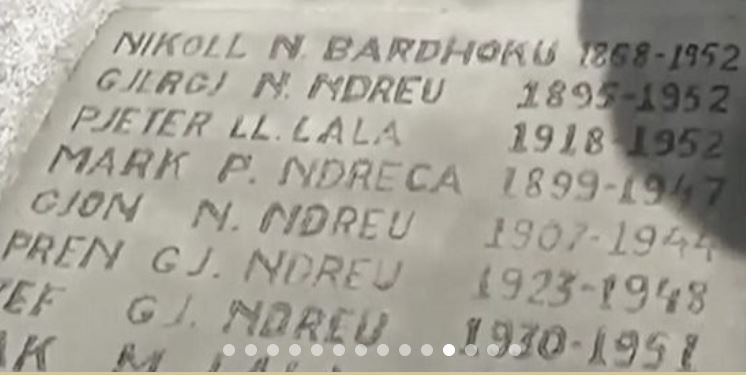 NIKOLL N. BARDHOKU 1868-1952
GJERGJ N. NDREU 1895-1952
PJETER LL. LALA 1918-1952
MARK P. NDRECA 1899-1947
GJON N. NDREU 1907-1944
PREN GJ. NDREU 1923-1948
EF GJ. NDREU 1930-1951